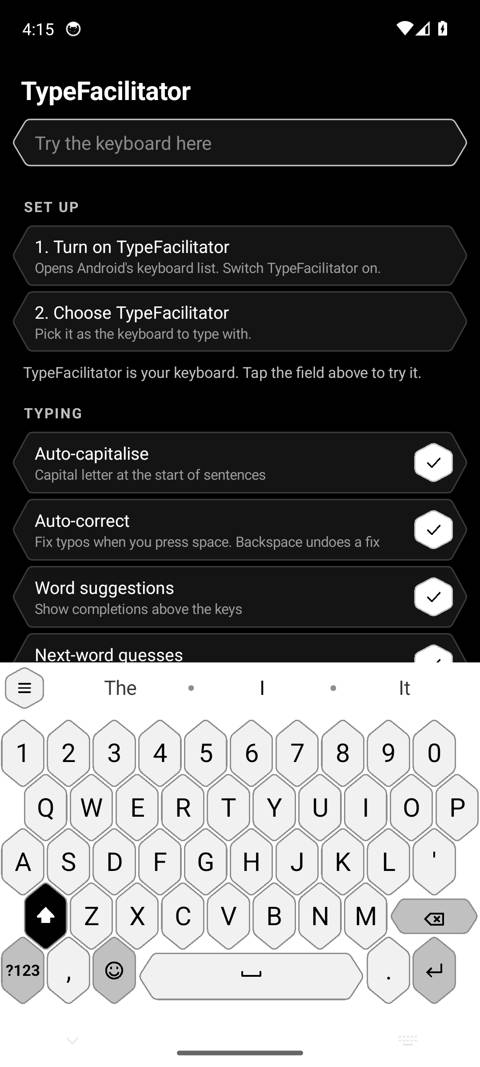 4:15
TypeFacilitator
Try the keyboard here
SET UP
1. Turn on TypeFacilitator
Opens Android's keyboard list. Switch TypeFacilitator on.
2. Choose TypeFacilitator
Pick it as the keyboard to type with.
TypeFacilitator is your keyboard. Tap the field above to try it.
TYPING
Auto-capitalise
Capital letter at the start of sentences
Auto-correct
Fix typos when you press space. Backspace undoes a fix
Word suggestions
Show completions above the keys
Next-word guesses
The • I • It
1 2 3 4 5 6 7 8 9 0
Q W E R T Y U I O P
A S D F G H J K L '
Z X C V B N M
?123 , .